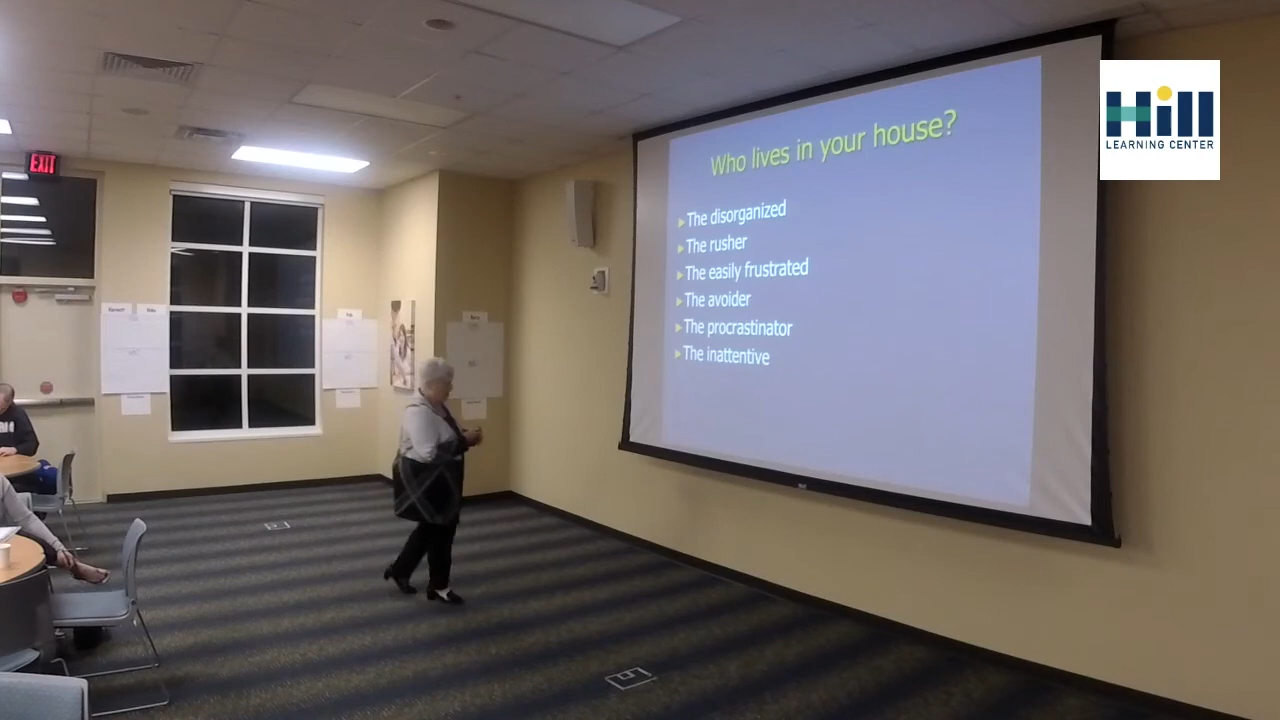 EXIT
Who lives in your house?
The disorganized
The rusher
The easily frustrated
The avoider
The procrastinator
The inattentive
Hill
LEARNING CENTER